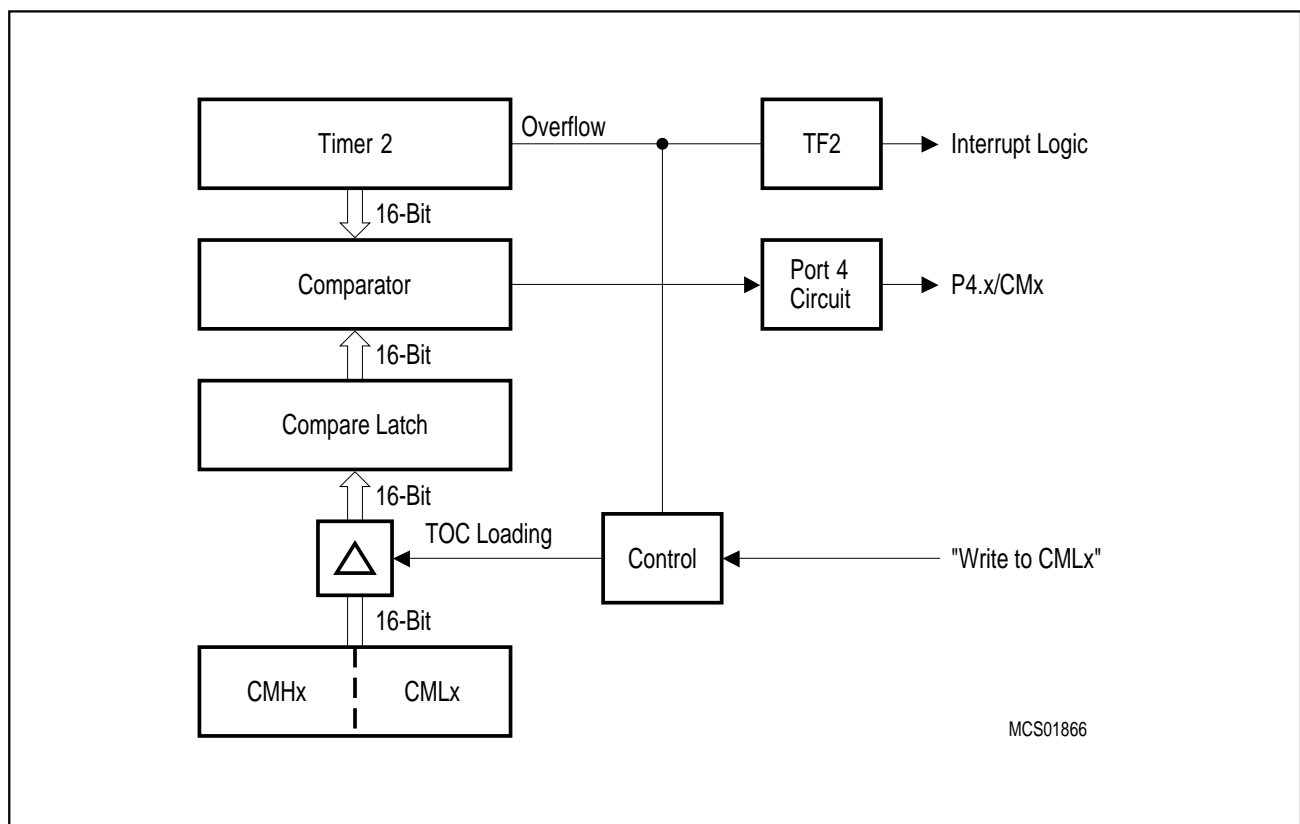 Timer 2
Overflow
TF2
Interrupt Logic
16-Bit
Comparator
Port 4
Circuit
P4.x/CMx
16-Bit
Compare Latch
16-Bit
TOC Loading
Control
"Write to CMLx"
16-Bit
CMHx
CMLx
MCS01866